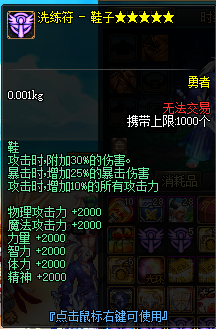 洗练符 - 鞋子★★★★★
勇者
0.001kg
无法交易
携带上限:1000个
鞋
攻击时,附加30%的伤害。
暴击时,增加25%的暴击伤害
攻击时,增加10%的所有攻击力
物理攻击力 +2000
魔法攻击力 +2000
力量 +2000
智力 +2000
体力 +2000
精神 +2000
『点击鼠标右键可使用』